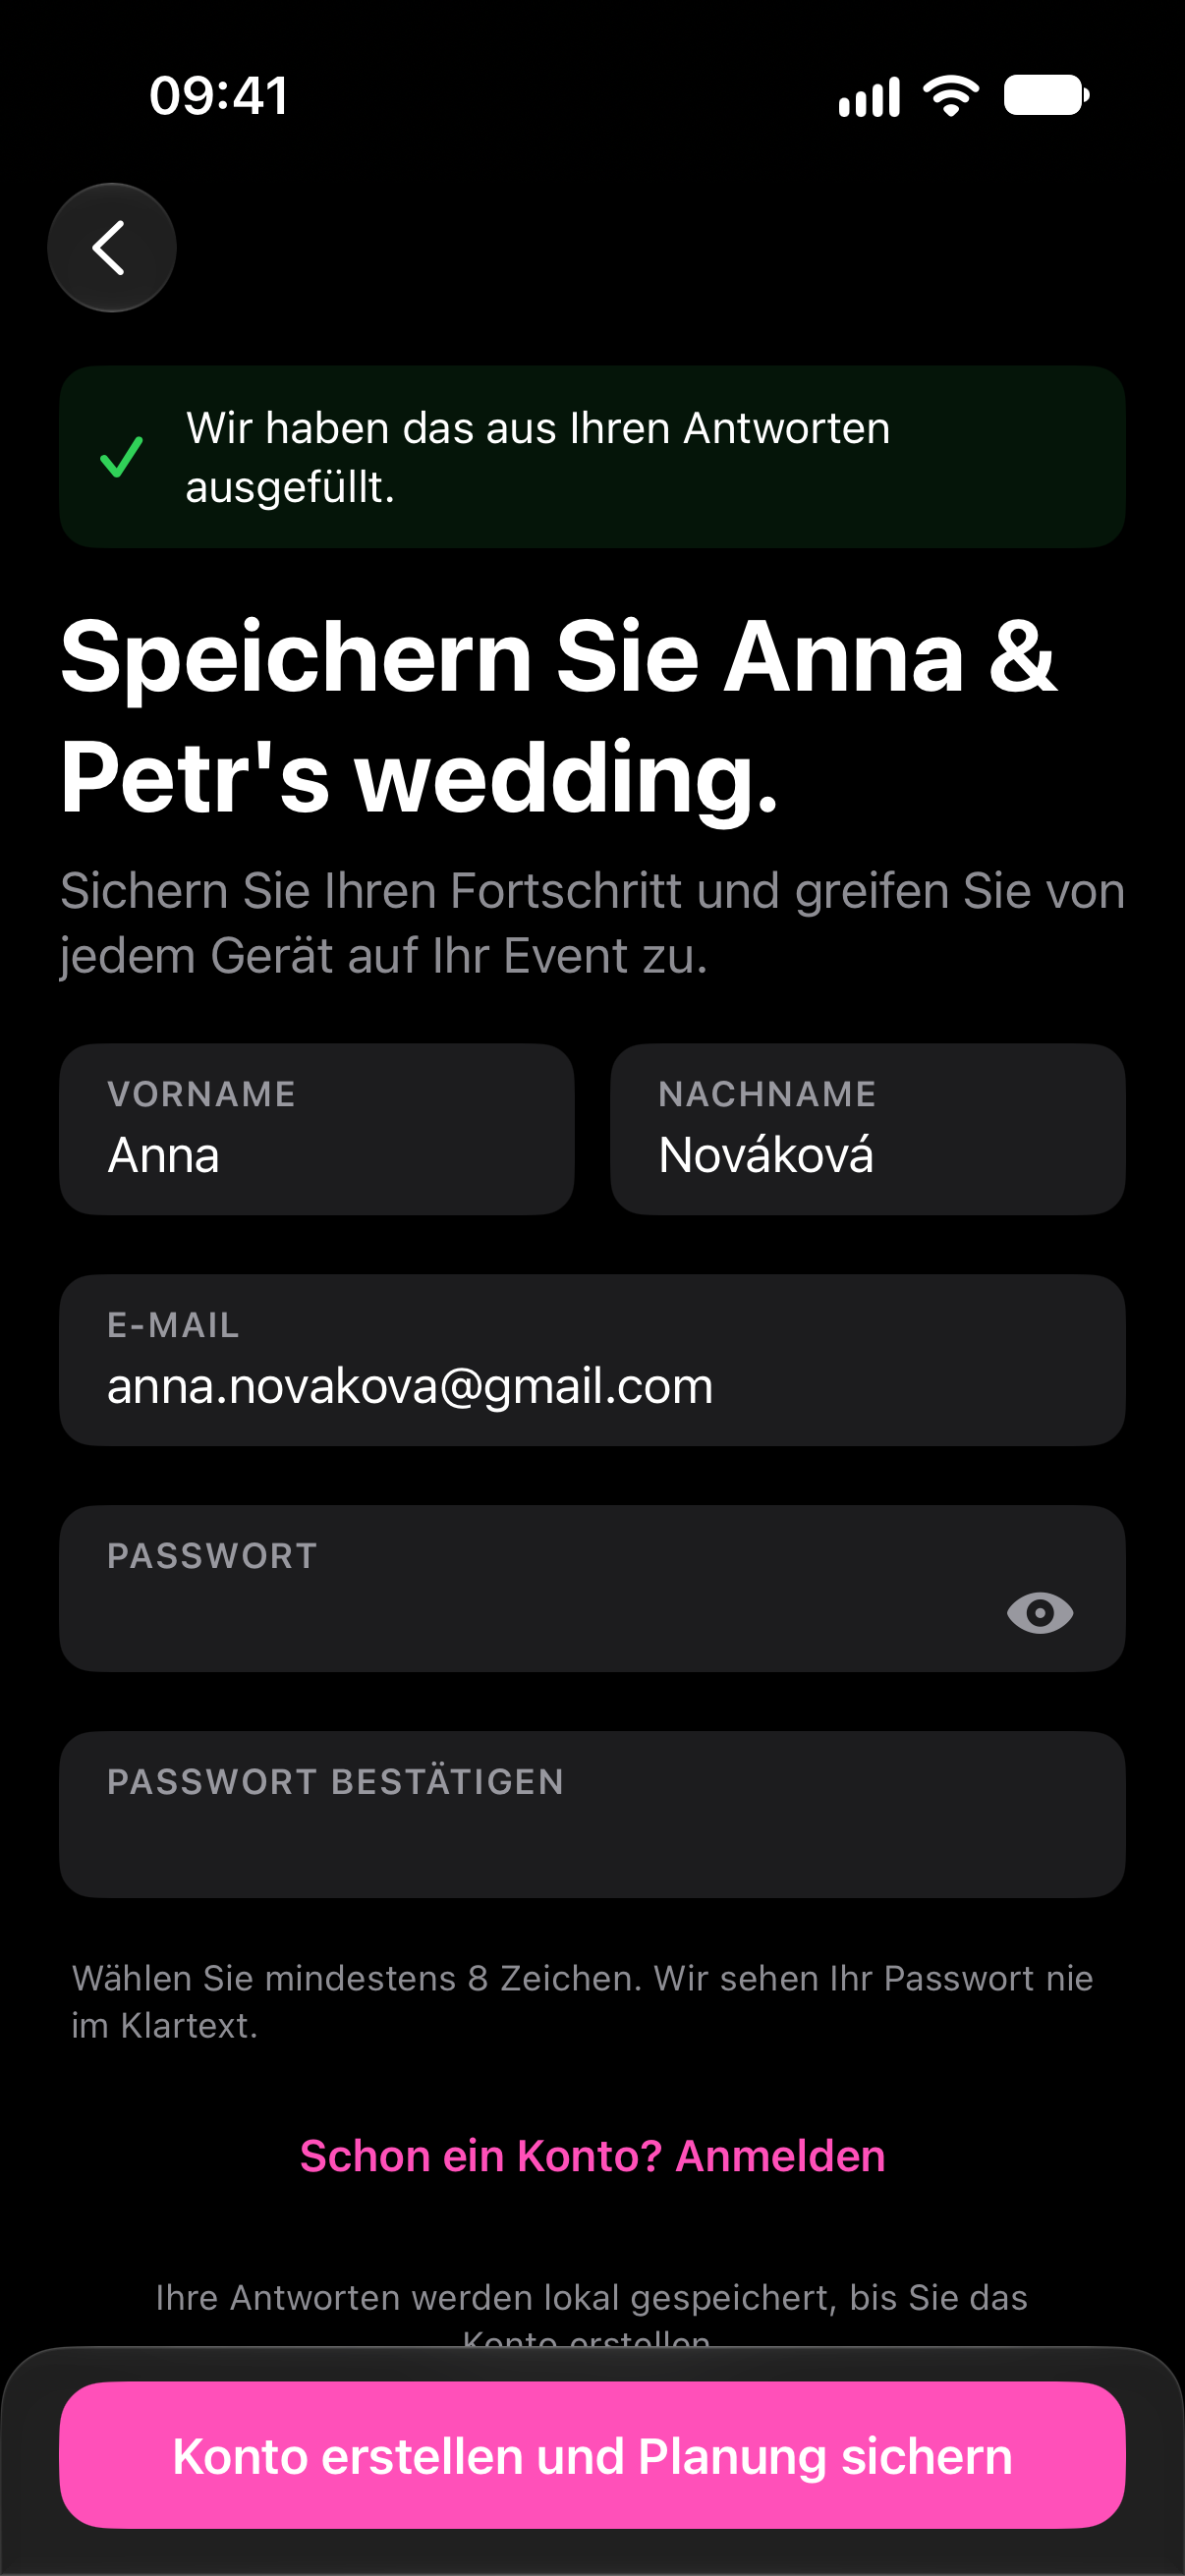 09:41
Wir haben das aus Ihren Antworten
ausgefüllt.
Speichern Sie Anna &
Petr's wedding.
Sichern Sie Ihren Fortschritt und greifen Sie von
jedem Gerät auf Ihr Event zu.
VORNAME
Anna
NACHNAME
Nováková
E-MAIL
anna.novakova@gmail.com
PASSWORT
PASSWORT BESTÄTIGEN
Wählen Sie mindestens 8 Zeichen. Wir sehen Ihr Passwort nie
im Klartext.
Schon ein Konto? Anmelden
Ihre Antworten werden lokal gespeichert, bis Sie das
Konto erstellen.
Konto erstellen und Planung sichern